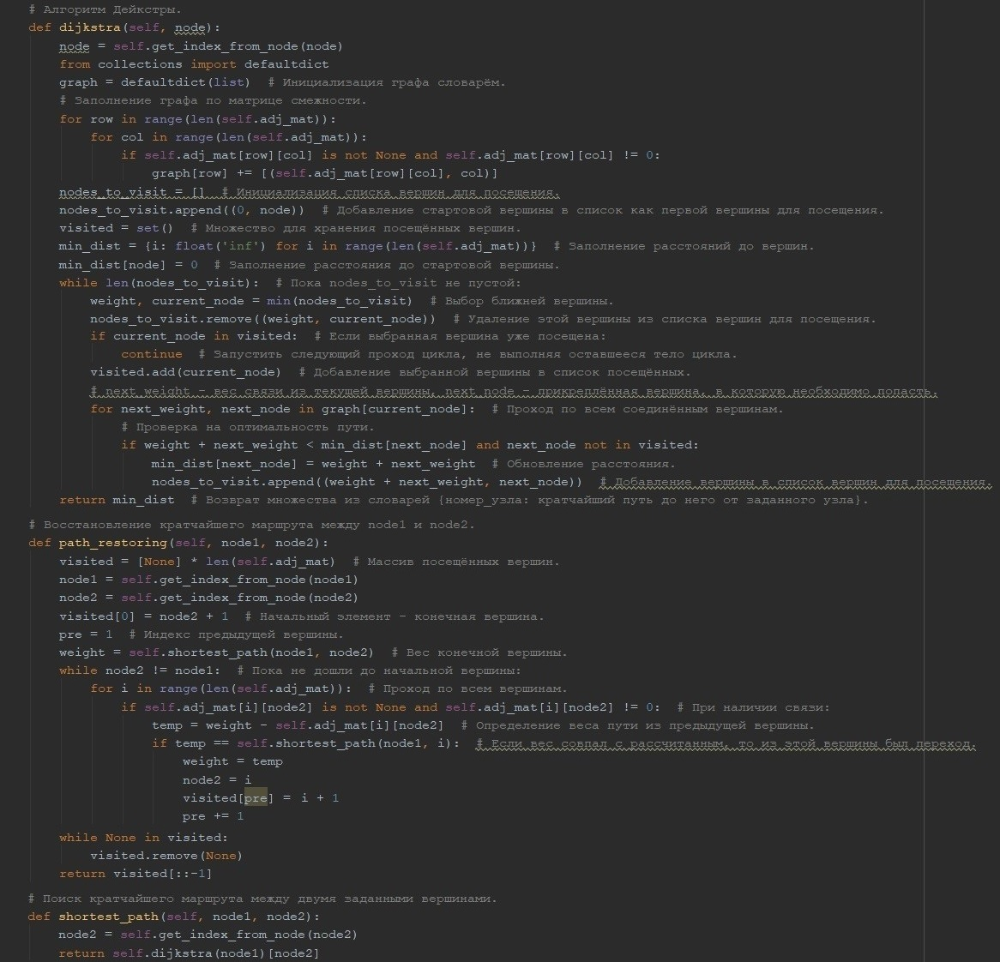 # Алгоритм Дейкстры.
def dijkstra(self, node):
    node = self.get_index_from_node(node)
    from collections import defaultdict
    graph = defaultdict(list)  # Инициализация графа словарём.
    # Заполнение графа по матрице смежности.
    for row in range(len(self.adj_mat)):
        for col in range(len(self.adj_mat)):
            if self.adj_mat[row][col] is not None and self.adj_mat[row][col] != 0:
                graph[row] += [(self.adj_mat[row][col], col)]
    nodes_to_visit = []  # Инициализация списка вершин для посещения.
    nodes_to_visit.append((0, node))  # Добавление стартовой вершины в список как первой вершины для посещения.
    visited = set()  # Множество для хранения посещённых вершин.
    min_dist = {i: float('inf') for i in range(len(self.adj_mat))}  # Заполнение расстояний до вершин.
    min_dist[node] = 0  # Заполнение расстояния до стартовой вершины.
    while len(nodes_to_visit):  # Пока nodes_to_visit не пустой:
        weight, current_node = min(nodes_to_visit)  # Выбор ближней вершины.
        nodes_to_visit.remove((weight, current_node))  # Удаление этой вершины из списка вершин для посещения.
        if current_node in visited:  # Если выбранная вершина уже посещена:
            continue  # Запустить следующий проход цикла, не выполняя оставшееся тело цикла.
        visited.add(current_node)  # Добавление выбранной вершины в список посещённых.
        # next_weight - вес связи из текущей вершины, next_node - прикреплённая вершина, в которую необходимо попасть.
        for next_weight, next_node in graph[current_node]:  # Проход по всем соединённым вершинам.
            # Проверка на оптимальность пути.
            if weight + next_weight < min_dist[next_node] and next_node not in visited:
                min_dist[next_node] = weight + next_weight  # Обновление расстояния.
                nodes_to_visit.append((weight + next_weight, next_node))  # Добавление вершины в список вершин для посещения.
    return min_dist  # Возврат множества из словарей {номер_узла: кратчайший путь до него от заданного узла}.
# Восстановление кратчайшего маршрута между node1 и node2.
def path_restoring(self, node1, node2):
    visited = [None] * len(self.adj_mat)  # Массив посещённых вершин.
    node1 = self.get_index_from_node(node1)
    node2 = self.get_index_from_node(node2)
    visited[0] = node2 + 1  # Начальный элемент - конечная вершина.
    pre = 1  # Индекс предыдущей вершины.
    weight = self.shortest_path(node1, node2)  # Вес конечной вершины.
    while node2 != node1:  # Пока не дошли до начальной вершины:
        for i in range(len(self.adj_mat)):  # Проход по всем вершинам.
            if self.adj_mat[i][node2] is not None and self.adj_mat[i][node2] != 0:  # При наличии связи:
                temp = weight - self.adj_mat[i][node2]  # Определение веса пути из предыдущей вершины.
                if temp == self.shortest_path(node1, i):  # Если вес совпал с рассчитанным, то из этой вершины был переход.
                    weight = temp
                    node2 = i
                    visited[pre] = i + 1
                    pre += 1
    while None in visited:
        visited.remove(None)
    return visited[::-1]
# Поиск кратчайшего маршрута между двумя заданными вершинами.
def shortest_path(self, node1, node2):
    node2 = self.get_index_from_node(node2)
    return self.dijkstra(node1)[node2]